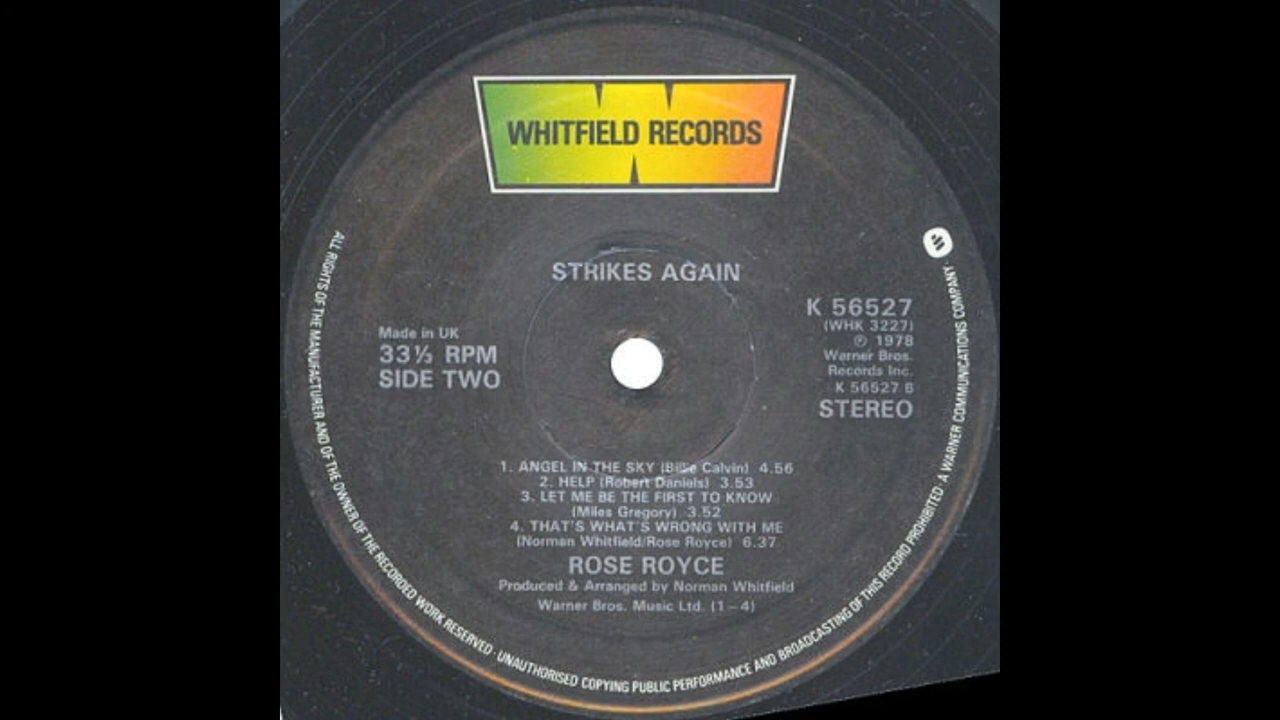 WHITFIELD RECORDS
STRIKES AGAIN
Made in UK
33⅓ RPM
SIDE TWO
K 56527
(WHK 3227)
℗ 1978
Warner Bros.
Records Inc.
K 56527 B
STEREO
1. ANGEL IN THE SKY (Billie Calvin) 4.56
2. HELP (Robert Daniels) 3.53
3. LET ME BE THE FIRST TO KNOW
(Miles Gregory) 3.52
4. THAT'S WHAT'S WRONG WITH ME
(Norman Whitfield/Rose Royce) 6.37
ROSE ROYCE
Produced & Arranged by Norman Whitfield
Warner Bros. Music Ltd. (1–4)
ALL RIGHTS OF THE MANUFACTURER AND OF THE OWNER OF THE RECORDED WORK RESERVED · UNAUTHORISED COPYING PUBLIC PERFORMANCE AND BROADCASTING OF THIS RECORD PROHIBITED · A WARNER COMMUNICATIONS COMPANY ·